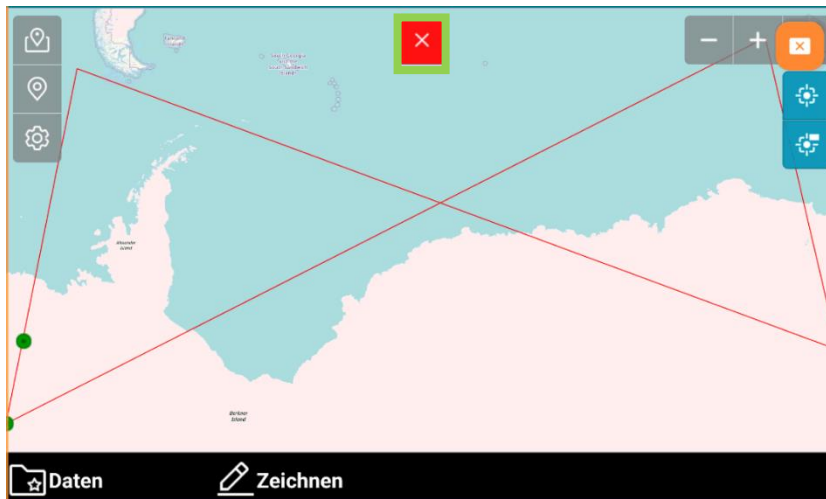 Alexander
Island
Berkner
Island
Daten
Zeichnen